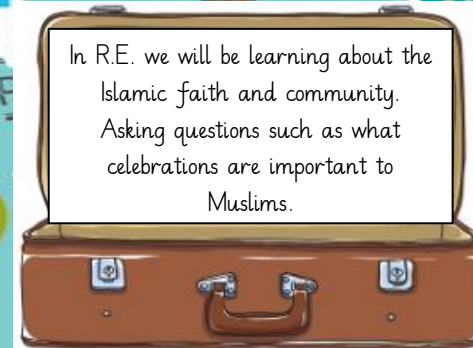 In R.E. we will be learning about the
Islamic faith and community.
Asking questions such as what
celebrations are important to
Muslims.